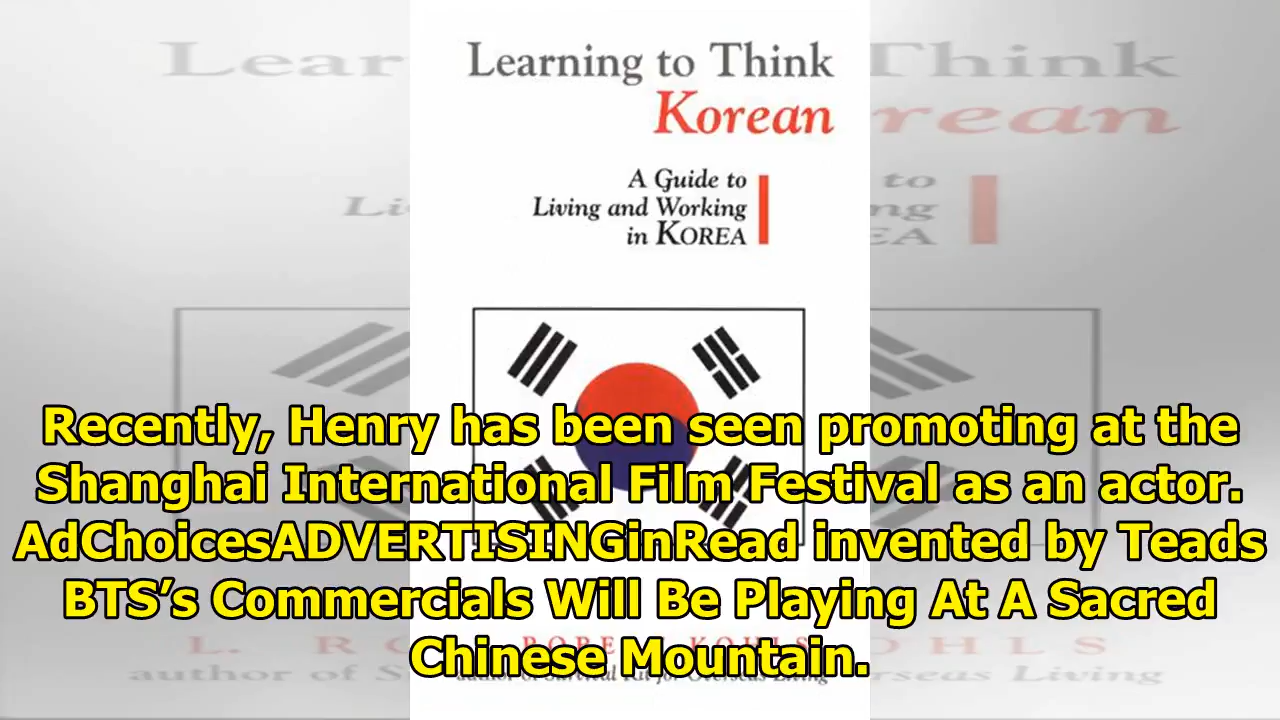 Learning to Think
Korean
A Guide to
Living and Working
in KOREA
Recently, Henry has been seen promoting at the
Shanghai International Film Festival as an actor.
AdChoicesADVERTISINGinRead invented by Teads
BTS’s Commercials Will Be Playing At A Sacred
Chinese Mountain.